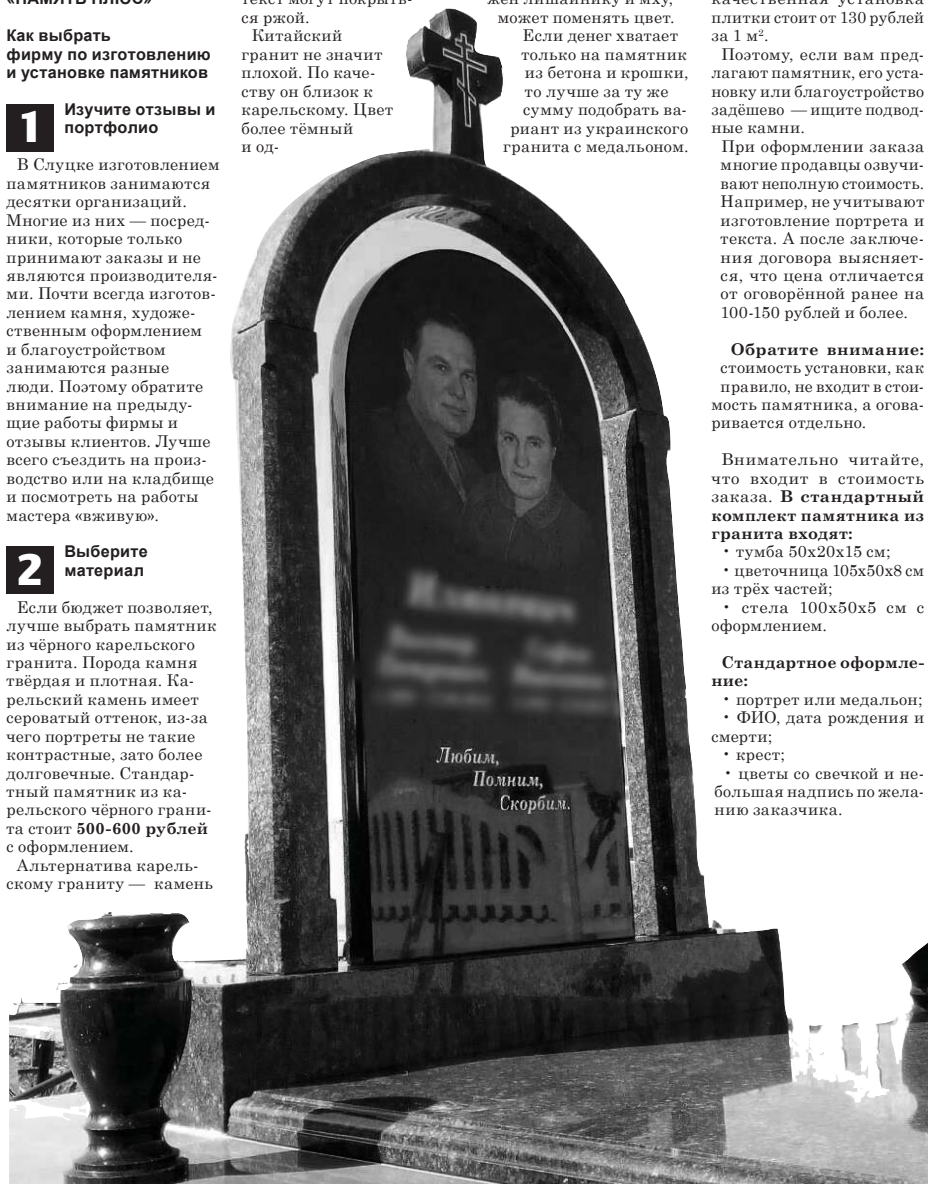 «ПАМЯТЬ ПЛЮС»
Как выбрать
фирму по изготовлению
и установке памятников
1
Изучите отзывы и
портфолио
В Слуцке изготовлением
памятников занимаются
десятки организаций.
Многие из них — посред-
ники, которые только
принимают заказы и не
являются производителя-
ми. Почти всегда изготов-
лением камня, художе-
ственным оформлением
и благоустройством
занимаются разные
люди. Поэтому обратите
внимание на предыду-
щие работы фирмы и
отзывы клиентов. Лучше
всего съездить на произ-
водство или на кладбище
и посмотреть на работы
мастера «вживую».
2
Выберите
материал
Если бюджет позволяет,
лучше выбрать памятник
из чёрного карельского
гранита. Порода камня
твёрдая и плотная. Ка-
рельский камень имеет
сероватый оттенок, из-за
чего портреты не такие
контрастные, зато более
долговечные. Стандар-
тный памятник из ка-
рельского чёрного грани-
та стоит 500-600 рублей
с оформлением.
Альтернатива карель-
скому граниту — камень
текст могут покрыть-
ся ржой.
Китайский
гранит не значит
плохой. По каче-
ству он близок к
карельскому. Цвет
более тёмный
и од-
жен лишайнику и мху,
может поменять цвет.
Если денег хватает
только на памятник
из бетона и крошки,
то лучше за ту же
сумму подобрать ва-
риант из украинского
гранита с медальоном.
Любим,
Помним,
Скорбим.
качественная установка
плитки стоит от 130 рублей
за 1 м².
Поэтому, если вам пред-
лагают памятник, его уста-
новку или благоустройство
задёшево — ищите подвод-
ные камни.
При оформлении заказа
многие продавцы озвучи-
вают неполную стоимость.
Например, не учитывают
изготовление портрета и
текста. А после заключе-
ния договора выясняет-
ся, что цена отличается
от оговорённой ранее на
100-150 рублей и более.
Обратите внимание:
стоимость установки, как
правило, не входит в стои-
мость памятника, а огова-
ривается отдельно.
Внимательно читайте,
что входит в стоимость
заказа. В стандартный
комплект памятника из
гранита входят:
• тумба 50х20х15 см;
• цветочница 105х50х8 см
из трёх частей;
• стела 100х50х5 см с
оформлением.
Стандартное оформле-
ние:
• портрет или медальон;
• ФИО, дата рождения и
смерти;
• крест;
• цветы со свечкой и не-
большая надпись по жела-
нию заказчика.